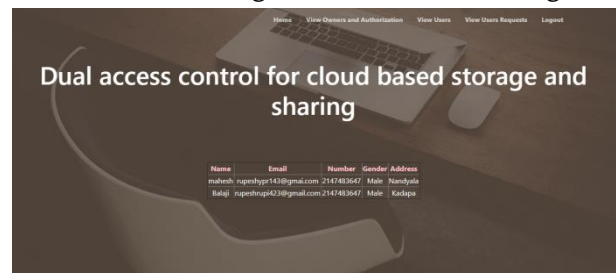 Home View Owners and Authorization View Users View Users Requests Logout
Dual access control for cloud based storage and
sharing
Name Email Number Gender Address
mahesh rupeshypr143@gmai.com 2147483647 Male Nandyala
Balaji rupeshrupi423@gmail.com 2147483647 Male Kadapa